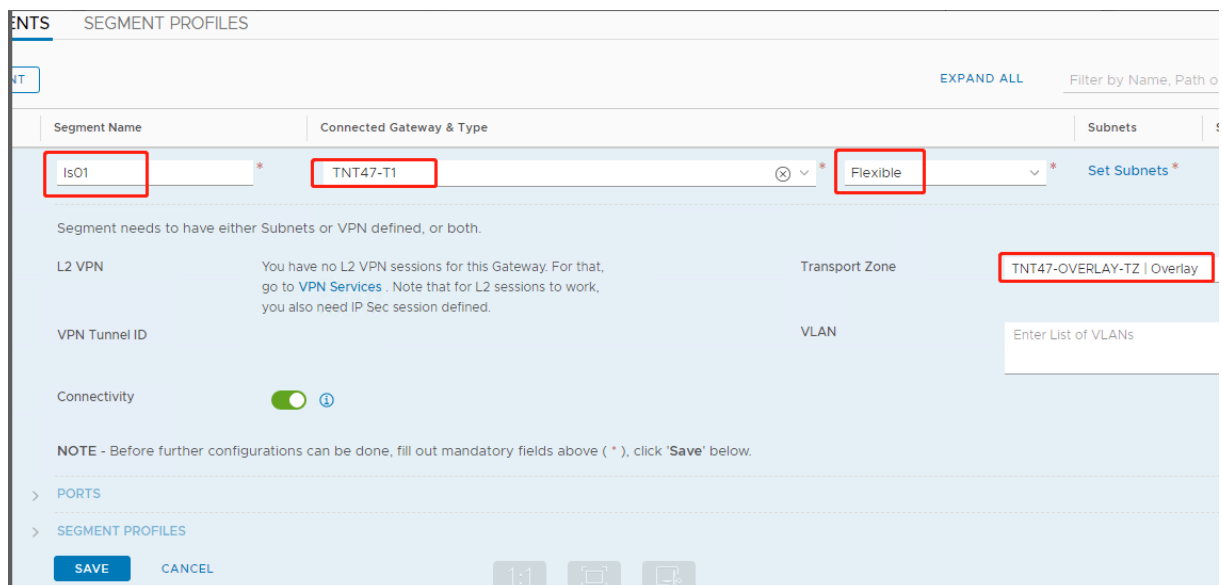 ENTS SEGMENT PROFILES
NT
EXPAND ALL Filter by Name, Path o
Segment Name Connected Gateway & Type Subnets S
ls01 * TNT47-T1 * Flexible * Set Subnets *
Segment needs to have either Subnets or VPN defined, or both.
L2 VPN You have no L2 VPN sessions for this Gateway. For that, Transport Zone TNT47-OVERLAY-TZ | Overlay
go to VPN Services . Note that for L2 sessions to work,
you also need IP Sec session defined.
VPN Tunnel ID VLAN Enter List of VLANs
Connectivity
NOTE - Before further configurations can be done, fill out mandatory fields above ( * ), click 'Save' below.
PORTS
SEGMENT PROFILES
SAVE CANCEL
1:1